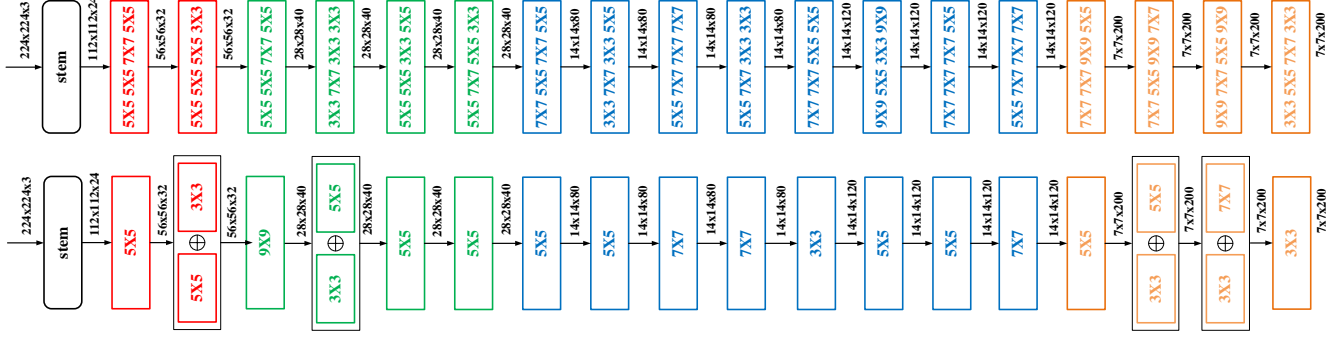 224x224x3
stem
112x112x24
5X5 5X5 7X7 5X5
56x56x32
5X5 5X5 5X5 3X3
56x56x32
5X5 5X5 7X7 5X5
28x28x40
3X3 7X7 3X3 3X3
28x28x40
5X5 5X5 3X3 5X5
28x28x40
5X5 7X7 5X5 3X3
28x28x40
7X7 5X5 7X7 5X5
14x14x80
3X3 7X7 3X3 5X5
14x14x80
5X5 7X7 7X7 7X7
14x14x80
5X5 7X7 3X3 3X3
14x14x120
7X7 7X7 5X5 5X5
14x14x120
9X9 5X5 3X3 9X9
14x14x120
7X7 7X7 7X7 5X5
14x14x120
5X5 7X7 7X7 7X7
14x14x120
7X7 7X7 9X9 5X5
7x7x200
7X7 5X5 9X9 7X7
7x7x200
9X9 7X7 5X5 9X9
7x7x200
3X3 5X5 7X7 3X3
7x7x200
224x224x3
stem
112x112x24
5X5
56x56x32
3X3
⊕
5X5
56x56x32
9X9
28x28x40
5X5
⊕
3X3
28x28x40
5X5
28x28x40
5X5
28x28x40
5X5
14x14x80
5X5
14x14x80
7X7
14x14x80
7X7
14x14x80
3X3
14x14x120
5X5
14x14x120
5X5
14x14x120
7X7
14x14x120
5X5
7x7x200
5X5
⊕
3X3
7x7x200
7X7
⊕
3X3
7x7x200
3X3
7x7x200